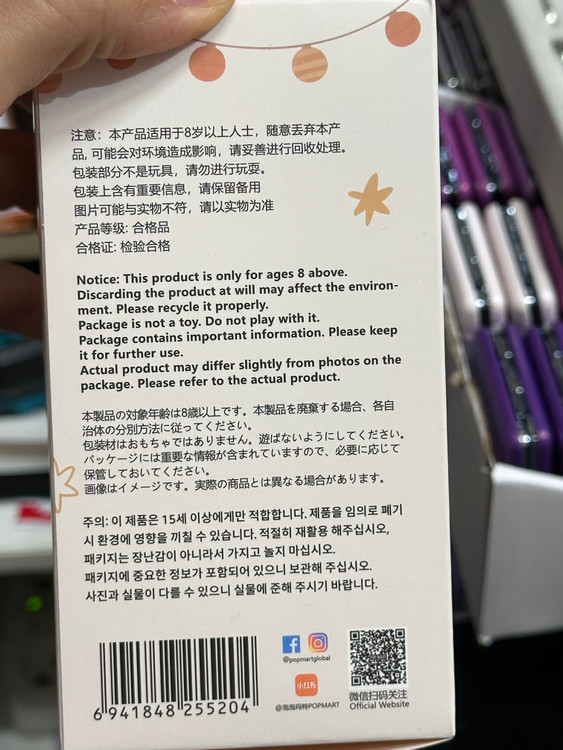 注意：本产品适用于8岁以上人士，随意丢弃本产
品, 可能会对环境造成影响，请妥善进行回收处理。
包装部分不是玩具，请勿进行玩耍。
包装上含有重要信息，请保留备用
图片可能与实物不符，请以实物为准
产品等级: 合格品
合格证: 检验合格
Notice: This product is only for ages 8 above.
Discarding the product at will may affect the environ-
ment. Please recycle it properly.
Package is not a toy. Do not play with it.
Package contains important information. Please keep
it for further use.
Actual product may differ slightly from photos on the
package. Please refer to the actual product.
本製品の対象年齢は8歳以上です。本製品を廃棄する場合、各自
治体の分別方法に従ってください。
包装材はおもちゃではありません。遊ばないようにしてください。
パッケージには重要な情報が含まれていますので、必要に応じて
保管しておいてください。
画像はイメージです。実際の商品とは異なる場合があります。
주의: 이 제품은 15세 이상에게만 적합합니다. 제품을 임의로 폐기
시 환경에 영향을 끼칠 수 있습니다. 적절히 재활용 해주십시오,
패키지는 장난감이 아니라서 가지고 놀지 마십시오.
패키지에 중요한 정보가 포함되어 있으니 보관해 주십시오.
사진과 실물이 다를 수 있으니 실물에 준해 주시기 바랍니다.
@popmartglobal
小红书
@泡泡玛特POPMART
微信扫码关注
Official Website
6 941848 255204